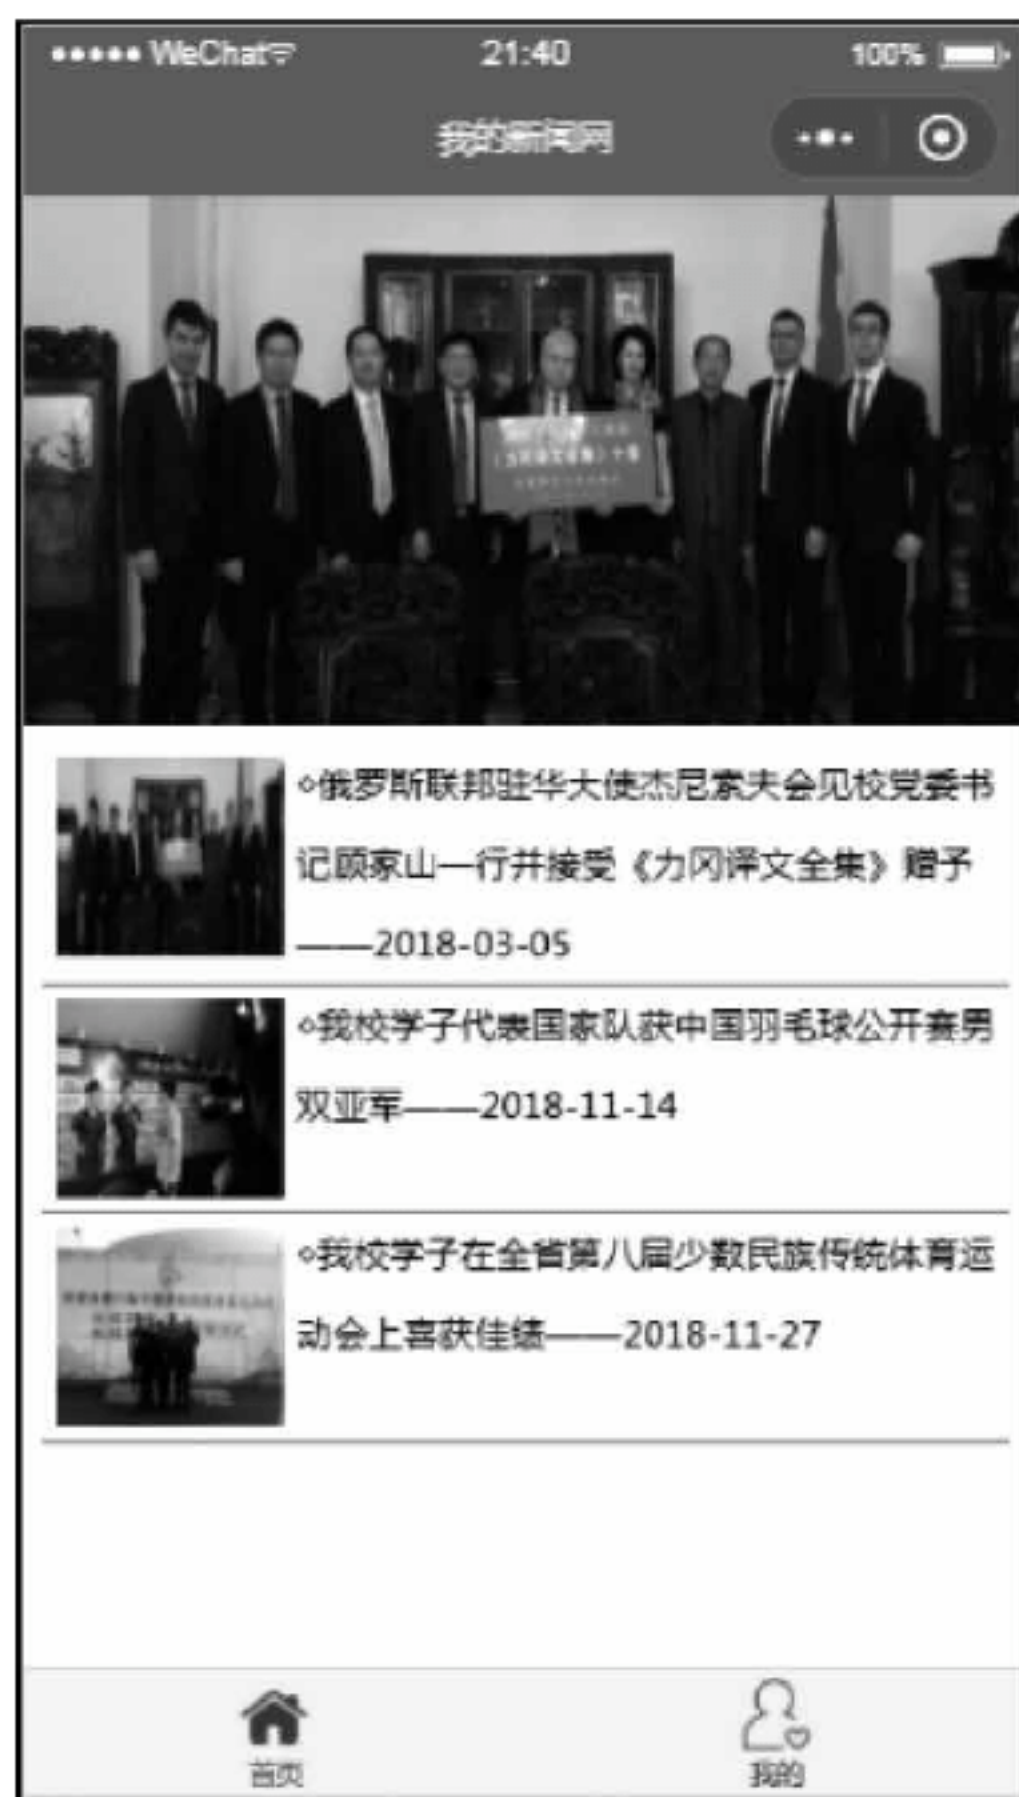 WeChat
21:40
100%
我的新闻网
◇俄罗斯联邦驻华大使杰尼索夫会见校党委书
记顾家山一行并接受《力冈译文全集》赠予
——2018-03-05
◇我校学子代表国家队获中国羽毛球公开赛男
双亚军——2018-11-14
◇我校学子在全省第八届少数民族传统体育运
动会上喜获佳绩——2018-11-27
首页
我的